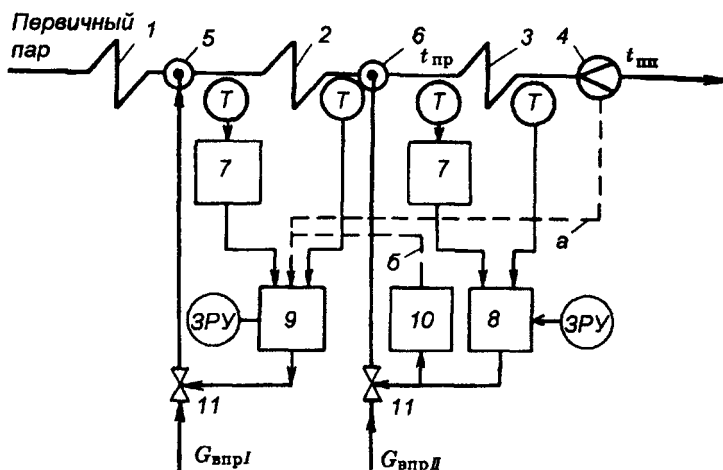 Первичный
пар
1
5
2
6
t пр
3
4
t пп
T
T
T
T
7
7
а
б
ЗРУ
9
10
8
ЗРУ
11
11
G впрI
G впрII